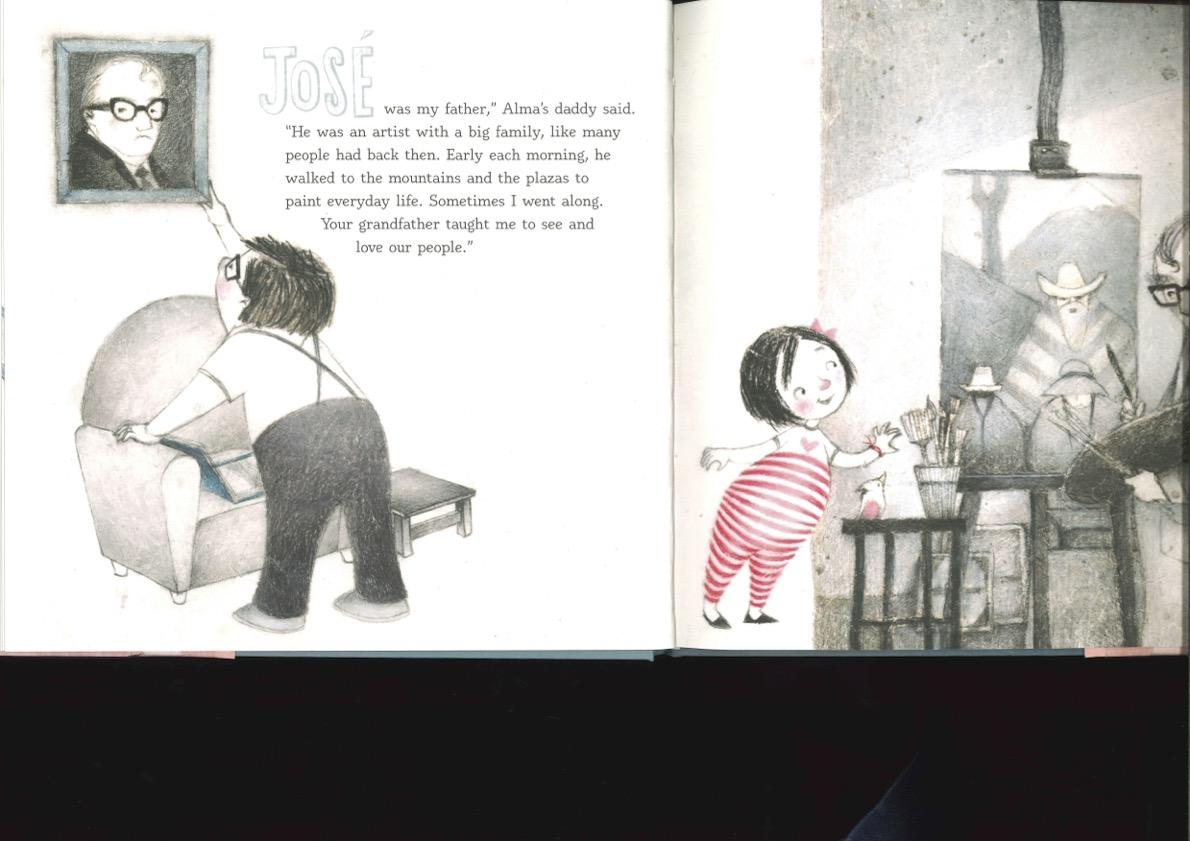 JOSÉ was my father,” Alma’s daddy said.
“He was an artist with a big family, like many
people had back then. Early each morning, he
walked to the mountains and the plazas to
paint everyday life. Sometimes I went along.
Your grandfather taught me to see and
love our people.”